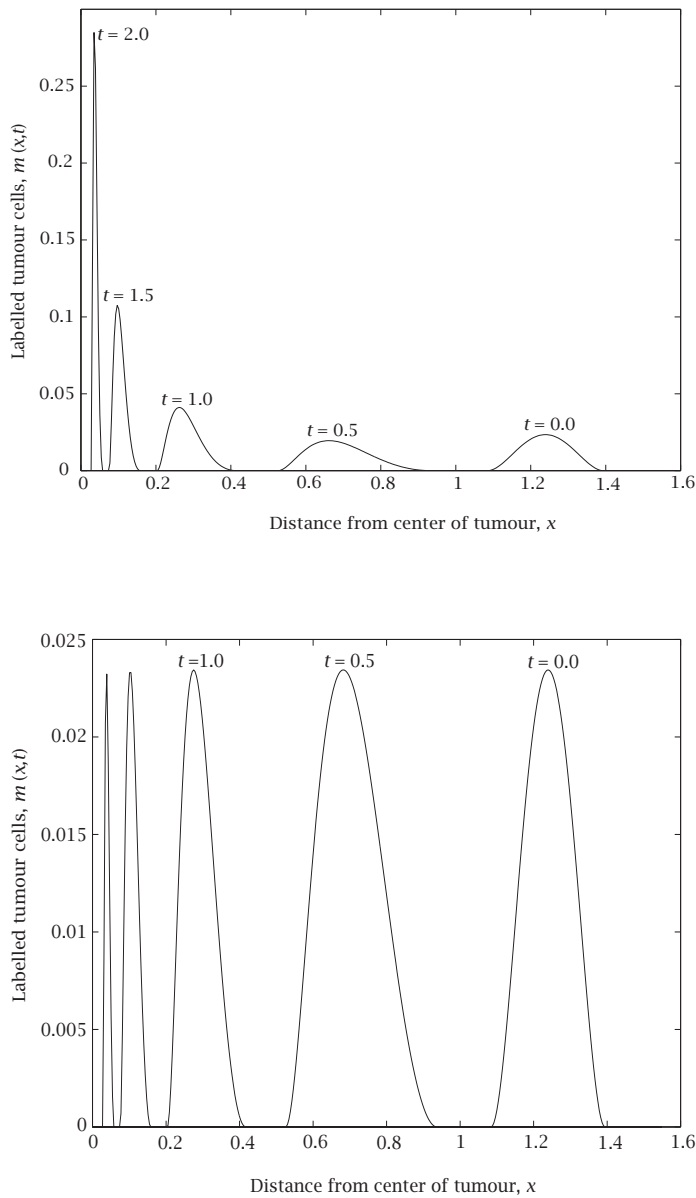 t = 2.0
0.25
0.2
0.15
t = 1.5
0.1
0.05
t = 1.0
t = 0.5
t = 0.0
0
0 0.2 0.4 0.6 0.8 1 1.2 1.4 1.6
Labelled tumour cells, m (x,t)
Distance from center of tumour, x
0.025
t =1.0 t = 0.5 t = 0.0
0.02
0.015
0.01
0.005
0
0 0.2 0.4 0.6 0.8 1 1.2 1.4 1.6
Labelled tumour cells, m (x,t)
Distance from center of tumour, x